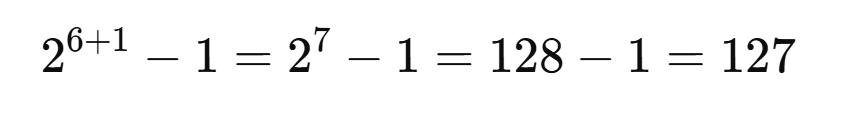 2^{6+1} − 1 = 2^7 − 1 = 128 − 1 = 127